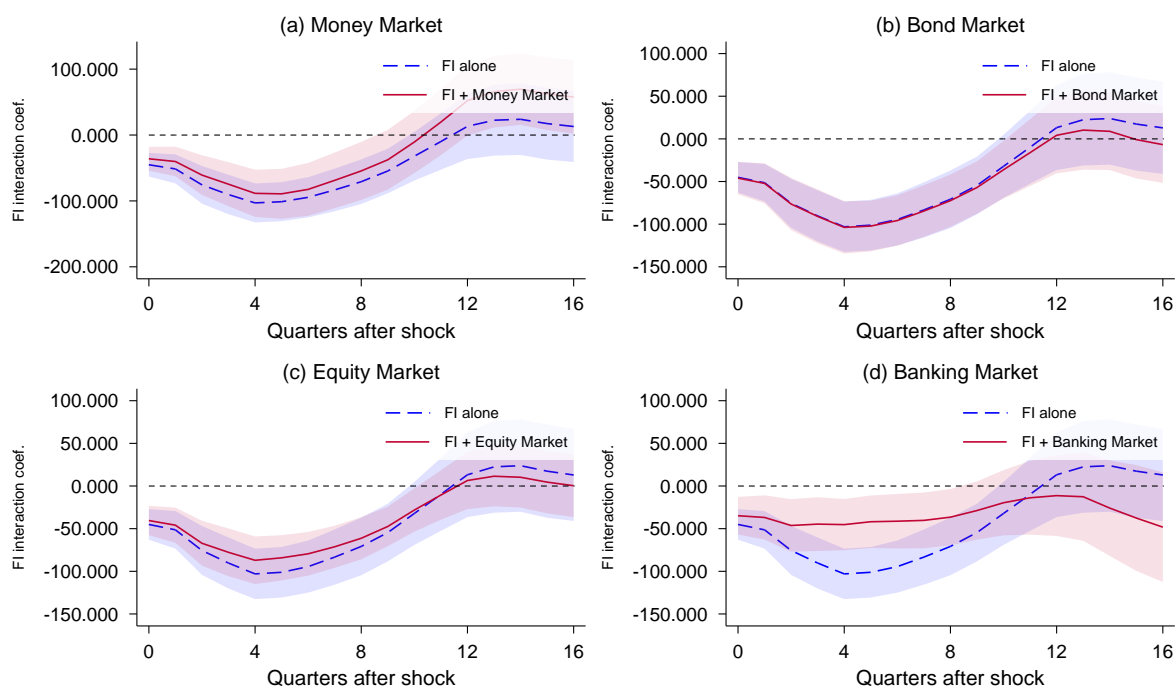 (a) Money Market
FI interaction coef.
100.000
0.000
-100.000
-200.000
FI alone
FI + Money Market
0 4 8 12 16
Quarters after shock
(b) Bond Market
FI interaction coef.
100.000
50.000
0.000
-50.000
-100.000
-150.000
FI alone
FI + Bond Market
0 4 8 12 16
Quarters after shock
(c) Equity Market
FI interaction coef.
100.000
50.000
0.000
-50.000
-100.000
-150.000
FI alone
FI + Equity Market
0 4 8 12 16
Quarters after shock
(d) Banking Market
FI interaction coef.
100.000
50.000
0.000
-50.000
-100.000
-150.000
FI alone
FI + Banking Market
0 4 8 12 16
Quarters after shock